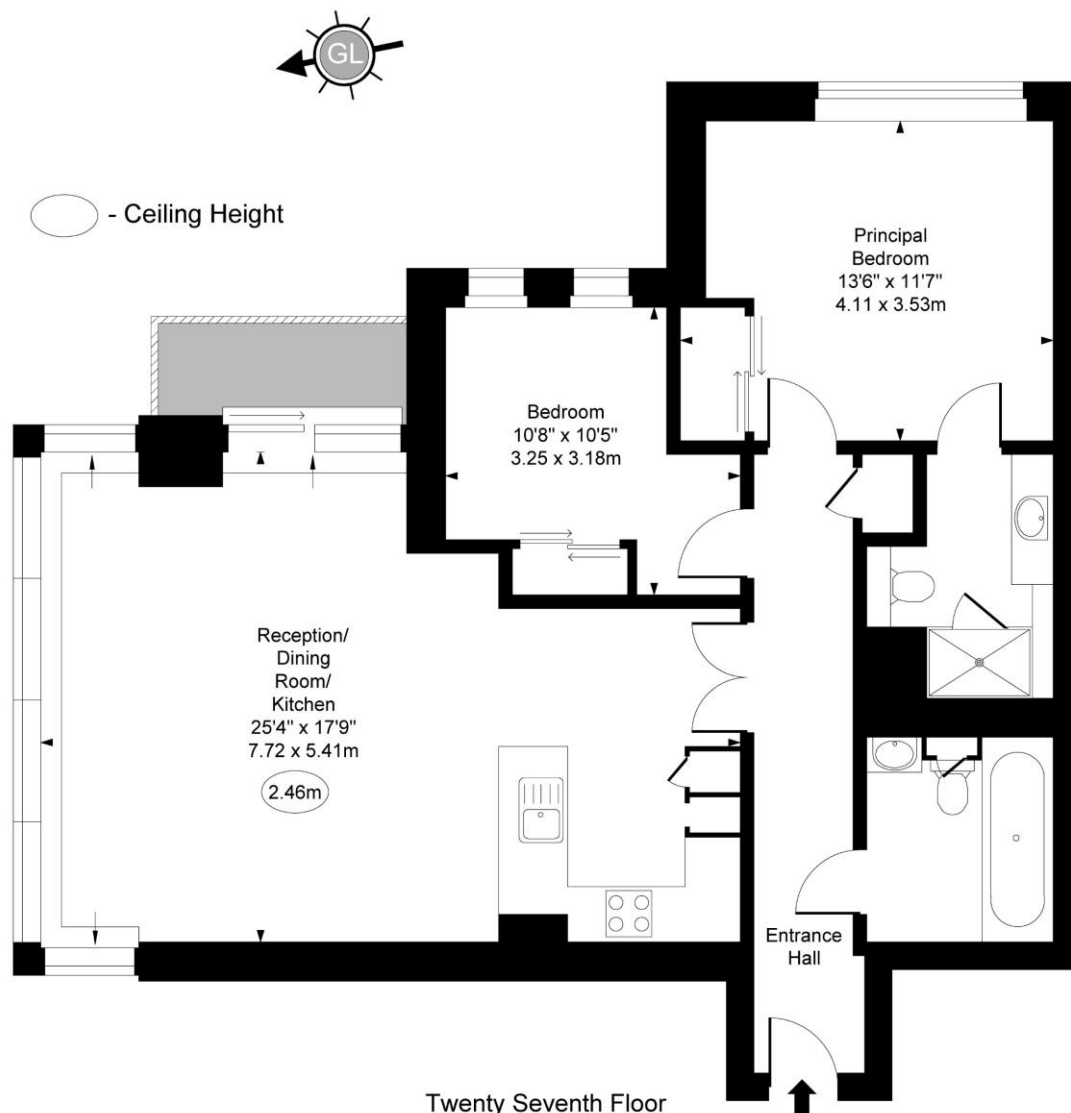 GL
- Ceiling Height
Principal
Bedroom
13'6" x 11'7"
4.11 x 3.53m
Bedroom
10'8" x 10'5"
3.25 x 3.18m
Reception/
Dining
Room/
Kitchen
25'4" x 17'9"
7.72 x 5.41m
2.46m
Entrance
Hall
Twenty Seventh Floor